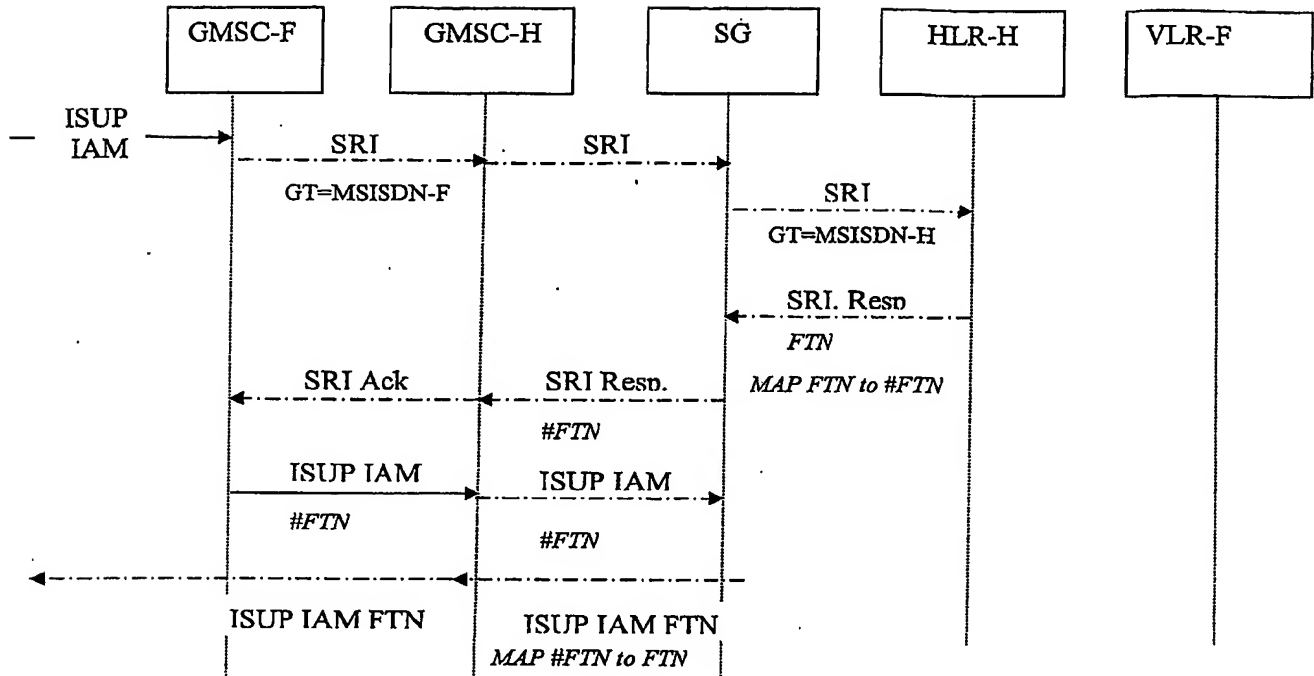 GMSC-F GMSC-H SG HLR-H VLR-F
ISUP
IAM
SRI SRI
GT=MSISDN-F
SRI
GT=MSISDN-H
SRI. Resp
FTN
SRI Ack SRI Resp. MAP FTN to #FTN
#FTN
ISUP IAM ISUP IAM
#FTN #FTN
ISUP IAM FTN ISUP IAM FTN
MAP #FTN to FTN